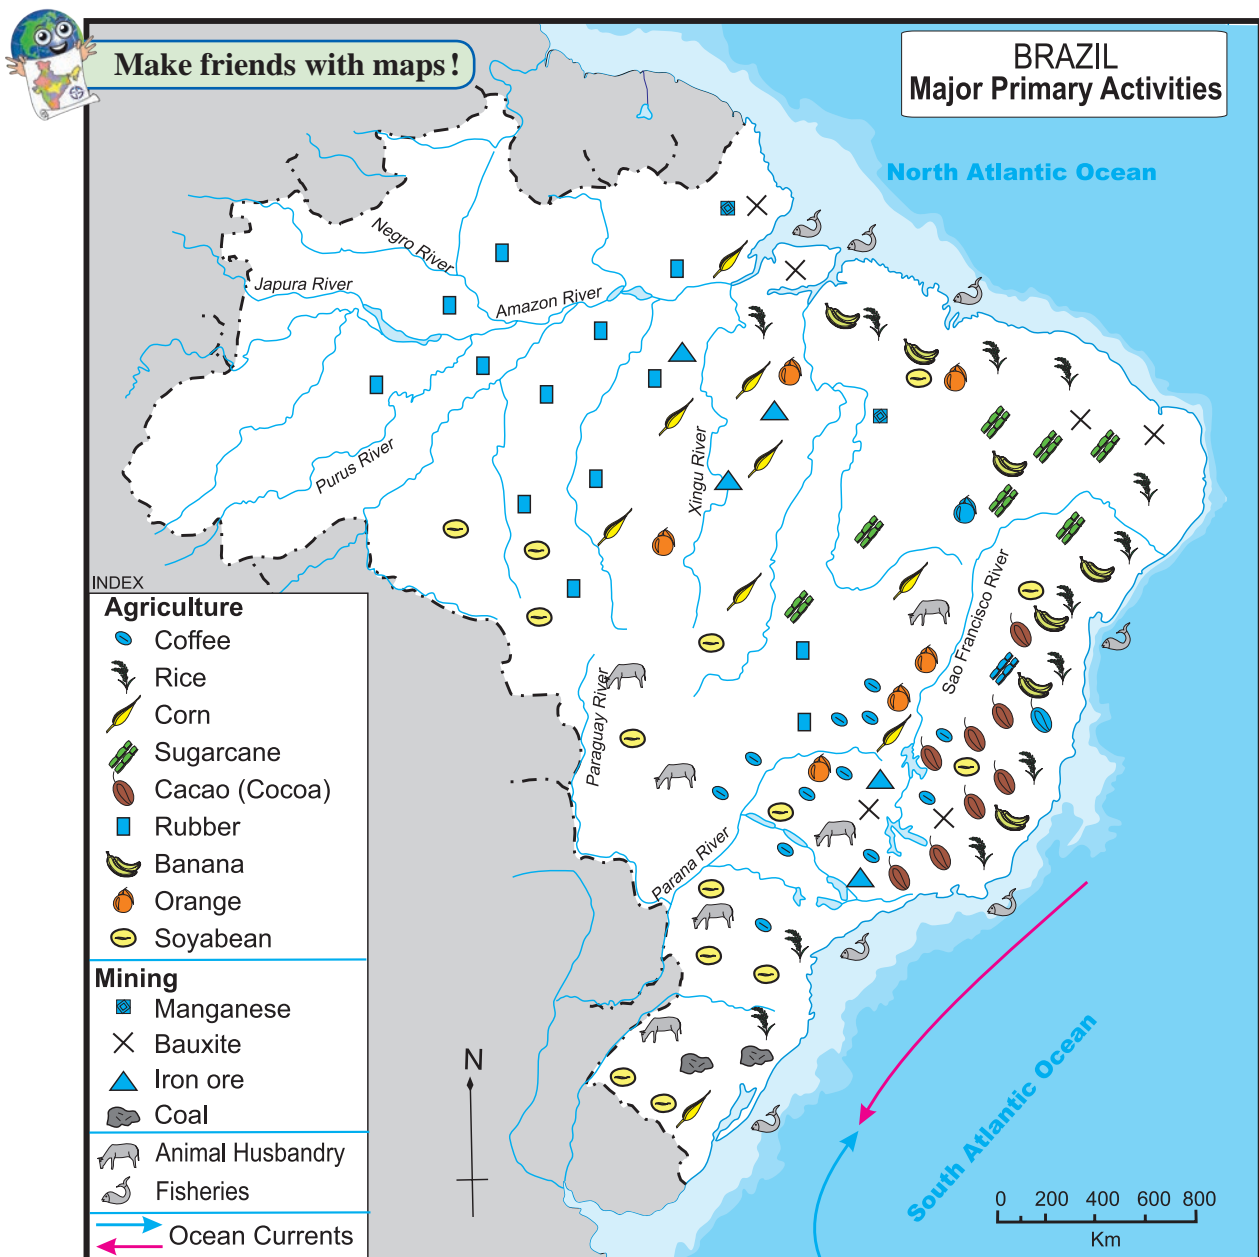 Make friends with maps!
BRAZIL
Major Primary Activities
North Atlantic Ocean
Negro River
Japura River
Amazon River
Purus River
Xingu River
Sao Francisco River
Paraguay River
Parana River
INDEX
Agriculture
Coffee
Rice
Corn
Sugarcane
Cacao (Cocoa)
Rubber
Banana
Orange
Soyabean
Mining
Manganese
Bauxite
Iron ore
Coal
Animal Husbandry
Fisheries
Ocean Currents
N
South Atlantic Ocean
0 200 400 600 800
Km